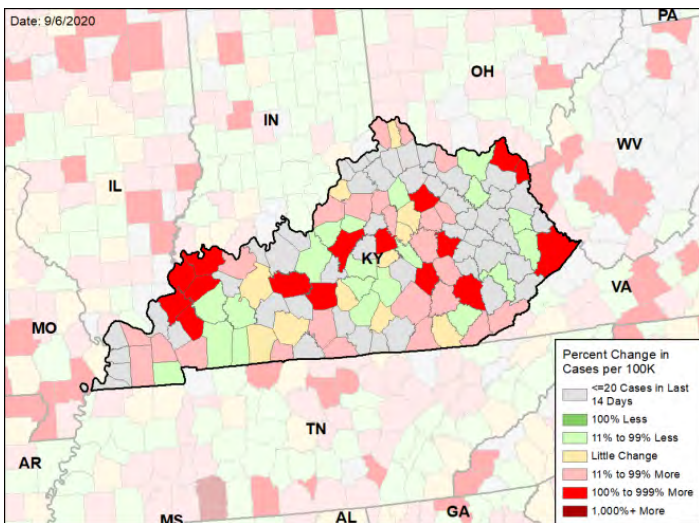 Date: 9/6/2020
PA
OH
IN
WV
IL
KY
VA
MO
TN
AR
MS
AL
GA
Percent Change in
Cases per 100K
<=20 Cases in Last
14 Days
100% Less
11% to 99% Less
Little Change
11% to 99% More
100% to 999% More
1,000%+ More